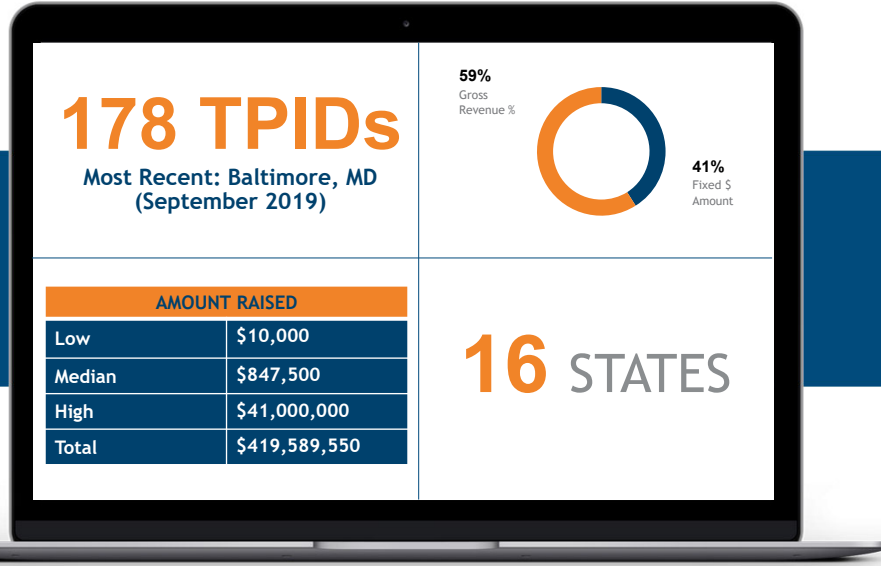 178 TPIDs
Most Recent: Baltimore, MD
(September 2019)
59%
Gross
Revenue %
41%
Fixed $
Amount
AMOUNT RAISED
Low $10,000
Median $847,500
High $41,000,000
Total $419,589,550
16 STATES